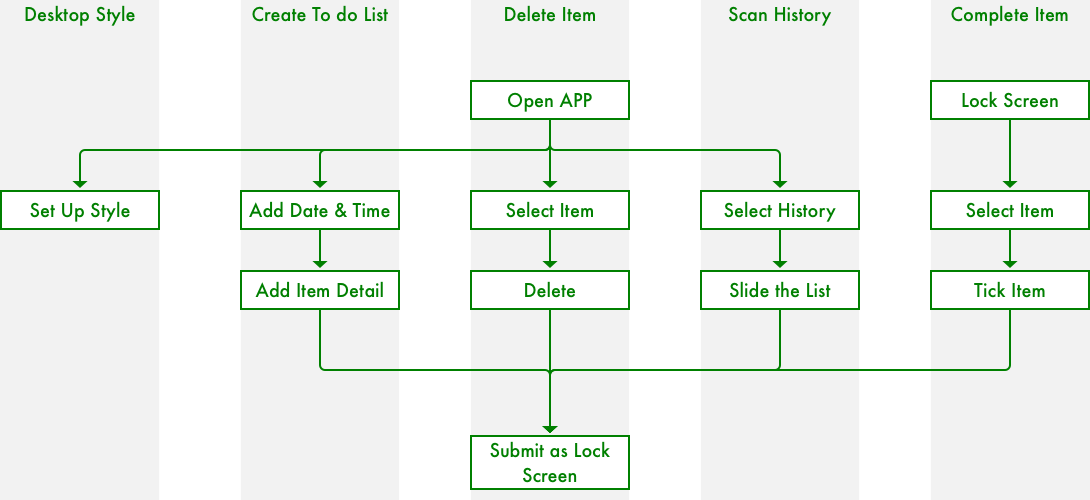 Desktop Style
Create To do List
Delete Item
Scan History
Complete Item
Open APP
Lock Screen
Set Up Style
Add Date & Time
Select Item
Select History
Select Item
Add Item Detail
Delete
Slide the List
Tick Item
Submit as Lock
Screen